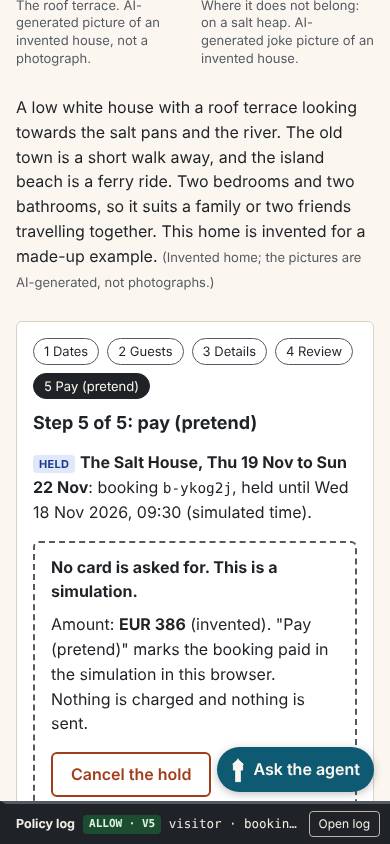 The roof terrace. AI-
generated picture of an
invented house, not a
photograph.
Where it does not belong:
on a salt heap. AI-
generated joke picture of an
invented house.
A low white house with a roof terrace looking
towards the salt pans and the river. The old
town is a short walk away, and the island
beach is a ferry ride. Two bedrooms and two
bathrooms, so it suits a family or two friends
travelling together. This home is invented for a
made-up example. (Invented home; the pictures are
AI-generated, not photographs.)
1 Dates
2 Guests
3 Details
4 Review
5 Pay (pretend)
Step 5 of 5: pay (pretend)
HELD The Salt House, Thu 19 Nov to Sun
22 Nov: booking b-ykog2j, held until Wed
18 Nov 2026, 09:30 (simulated time).
No card is asked for. This is a
simulation.
Amount: EUR 386 (invented). "Pay
(pretend)" marks the booking paid in
the simulation in this browser.
Nothing is charged and nothing is
sent.
Cancel the hold
Ask the agent
Policy log ALLOW · V5 visitor · bookin… Open log